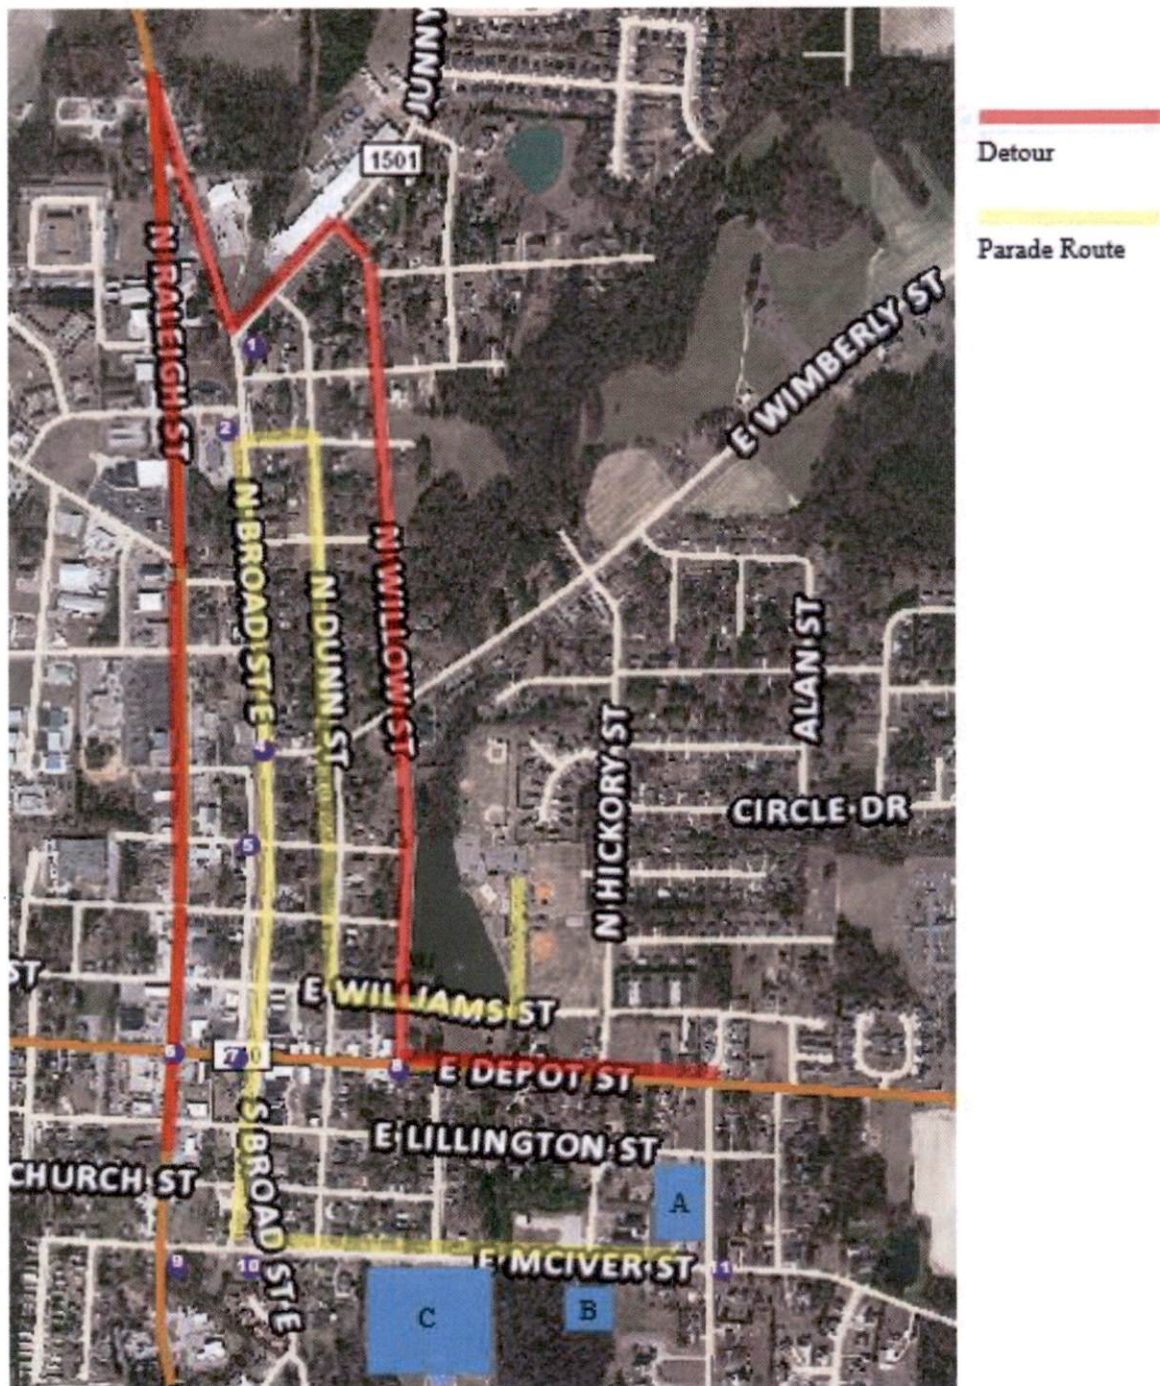 JUNNY
1501
Detour
Parade Route
N RALEIGH ST
E WIMBERLY ST
1
2
N BROAD ST E
N DUNN ST
N WILLOW ST
ALAN ST
N HICKORY ST
CIRCLE DR
5
ST
E WILLIAMS ST
6
7
8
E DEPOT ST
E LILLINGTON ST
CHURCH ST
S BROAD ST E
A
E MCIVER ST
9
10
11
B
C